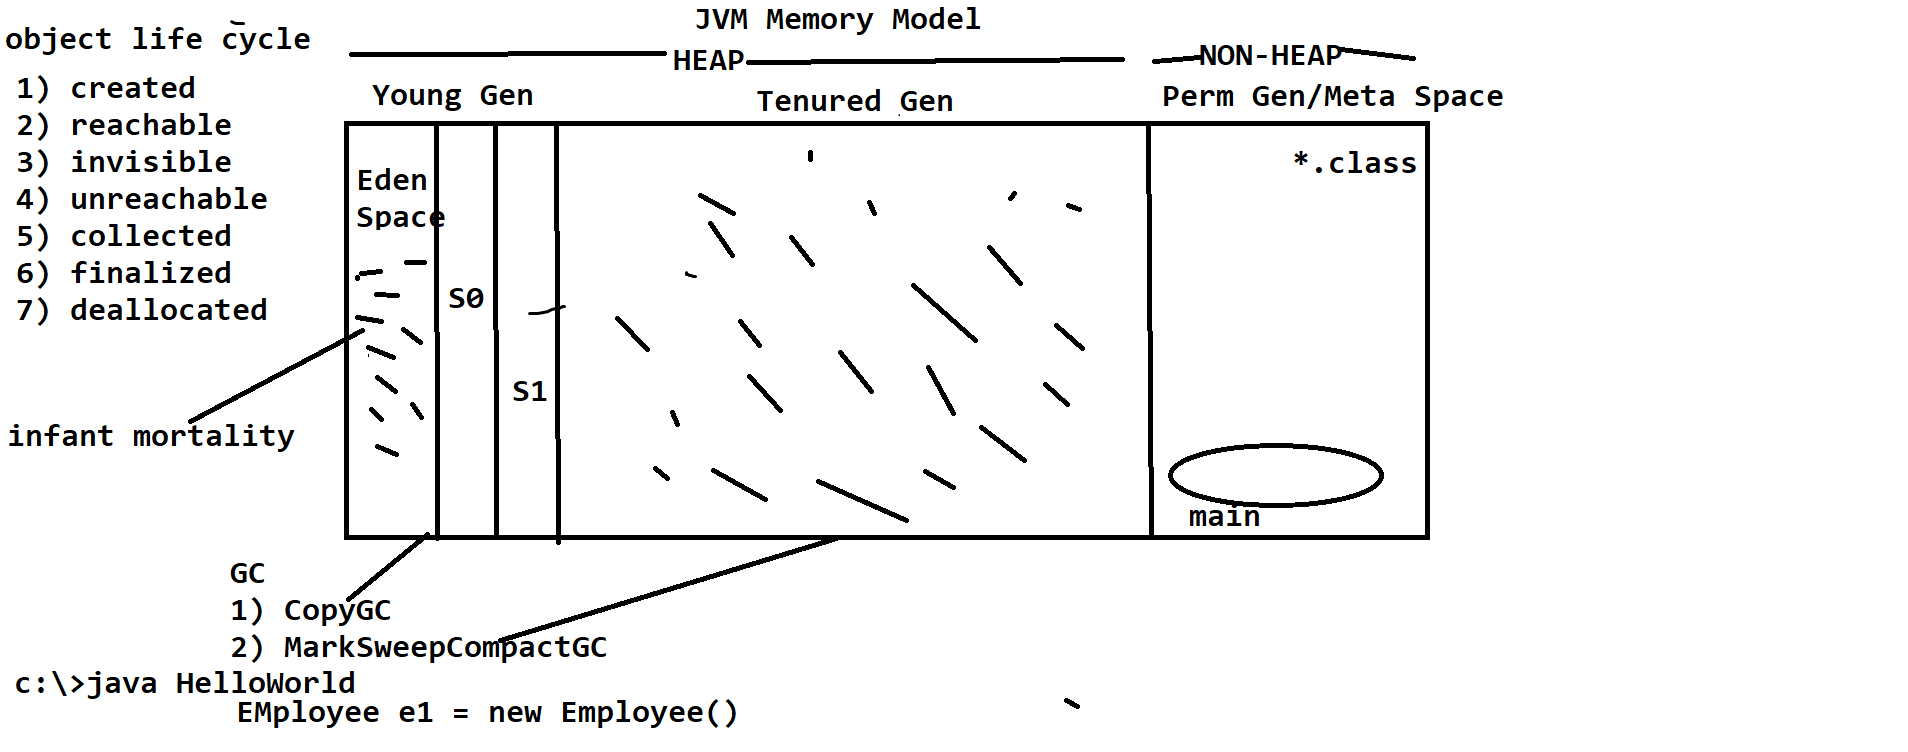 JVM Memory Model
object life cycle
1) created
2) reachable
3) invisible
4) unreachable
5) collected
6) finalized
7) deallocated
infant mortality
HEAP
NON-HEAP
Young Gen
Tenured Gen
Perm Gen/Meta Space
Eden
Space
S0
S1
*.class
main
GC
1) CopyGC
2) MarkSweepCompactGC
c:\>java HelloWorld
EMployee e1 = new Employee()